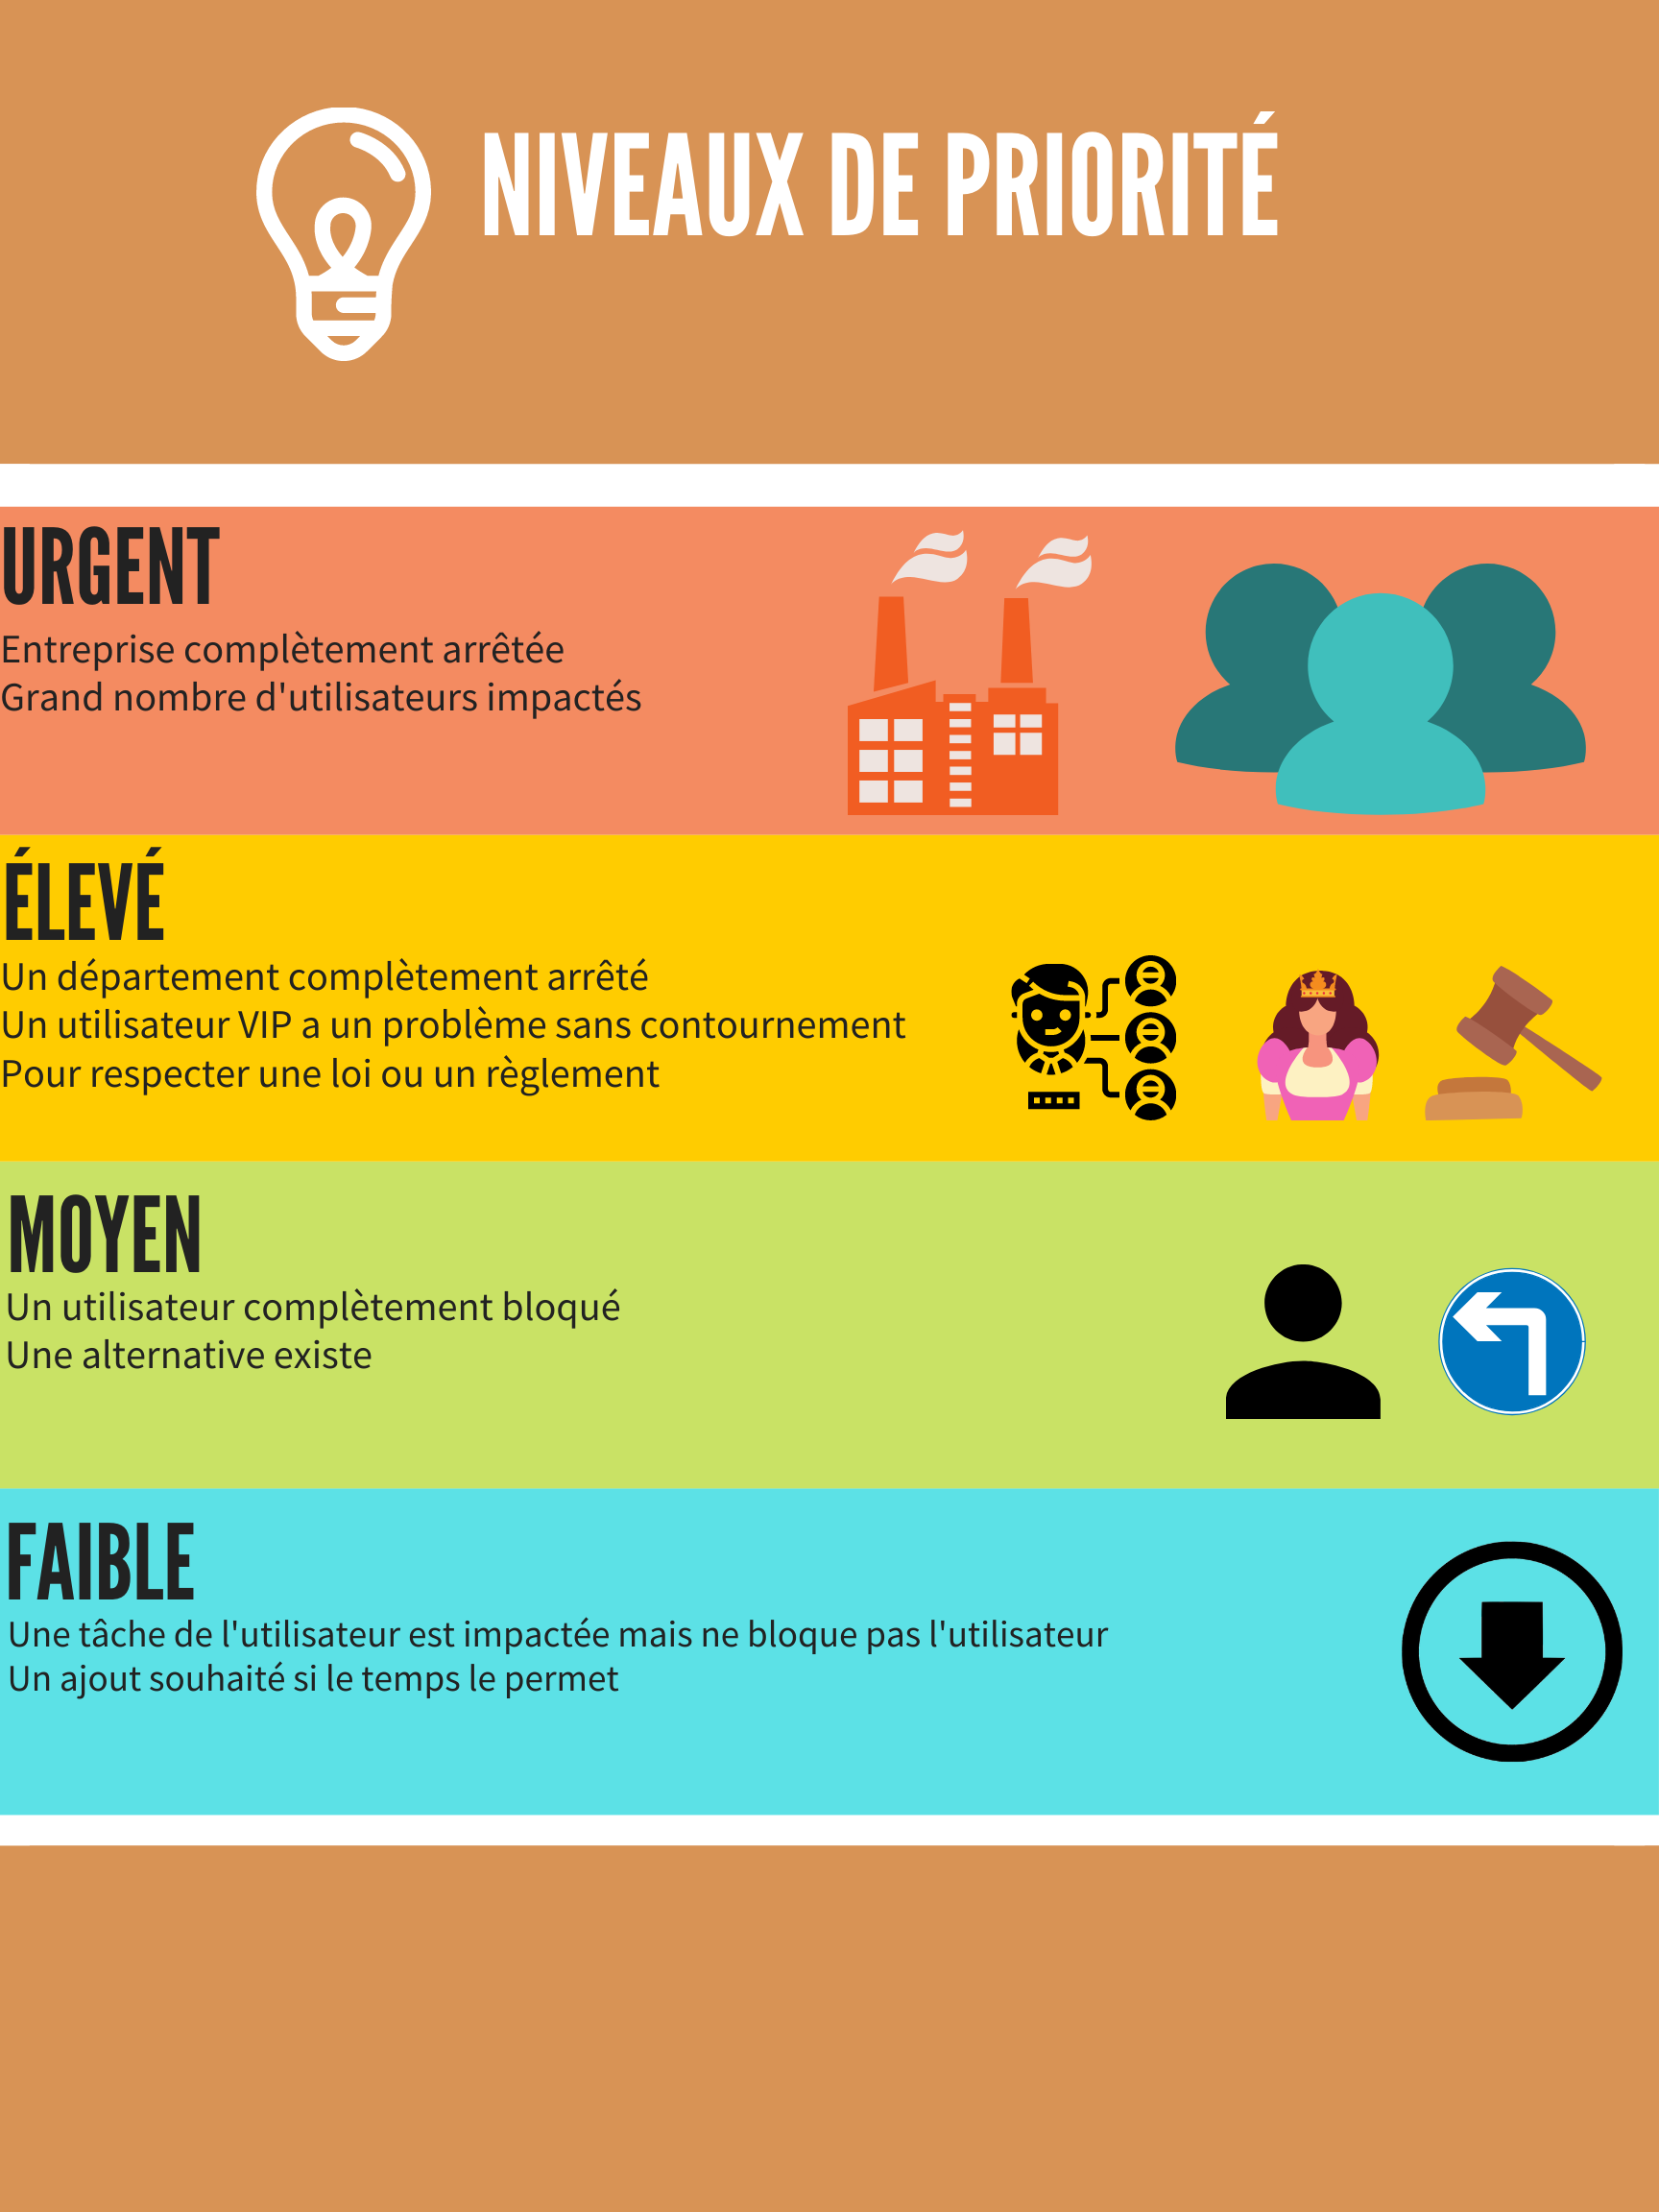 NIVEAUX DE PRIORITÉ
URGENT
Entreprise complètement arrêtée
Grand nombre d'utilisateurs impactés
ÉLEVÉ
Un département complètement arrêté
Un utilisateur VIP a un problème sans contournement
Pour respecter une loi ou un règlement
MOYEN
Un utilisateur complètement bloqué
Une alternative existe
FAIBLE
Une tâche de l'utilisateur est impactée mais ne bloque pas l'utilisateur
Un ajout souhaité si le temps le permet